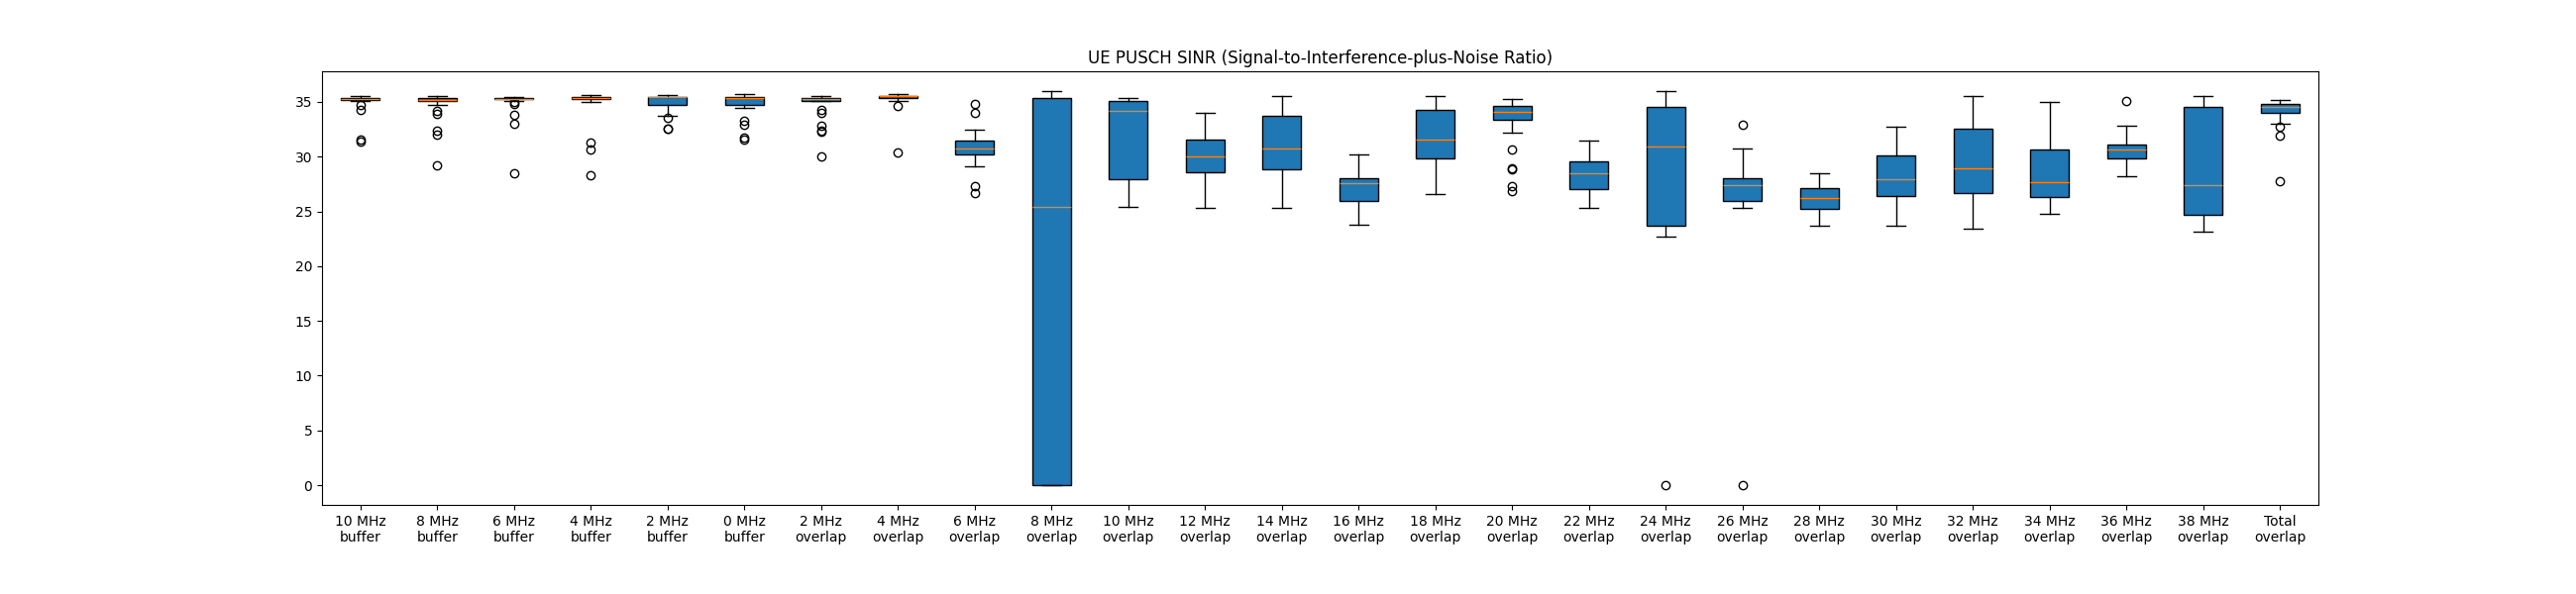 UE PUSCH SINR (Signal-to-Interference-plus-Noise Ratio)
35
30
25
20
15
10
5
0
10 MHz 8 MHz 6 MHz 4 MHz 2 MHz 0 MHz 2 MHz 4 MHz 6 MHz 8 MHz 10 MHz 12 MHz 14 MHz 16 MHz 18 MHz 20 MHz 22 MHz 24 MHz 26 MHz 28 MHz 30 MHz 32 MHz 34 MHz 36 MHz 38 MHz Total
buffer buffer buffer buffer buffer buffer overlap overlap overlap overlap overlap overlap overlap overlap overlap overlap overlap overlap overlap overlap overlap overlap overlap overlap overlap overlap